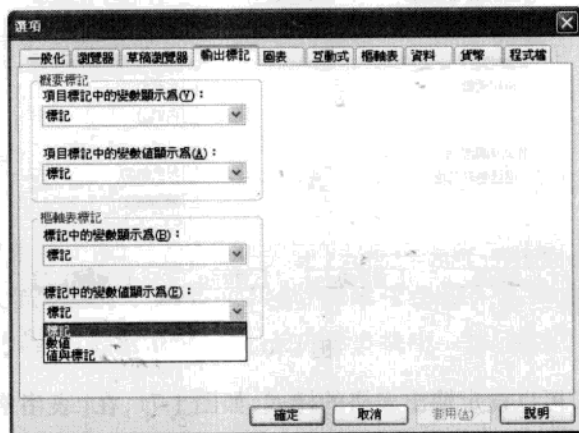 選項
一般化 瀏覽器 草稿瀏覽器 輸出標記 圖表 互動式 樞軸表 資料 貨幣 程式檔
概要標記
項目標記中的變數顯示為(Y)：
標記
項目標記中的變數值顯示為(A)：
標記
樞軸表標記
標記中的變數顯示為(B)：
標記
標記中的變數值顯示為(E)：
標記
標記
數值
值與標記
確定 取消 套用(A) 說明